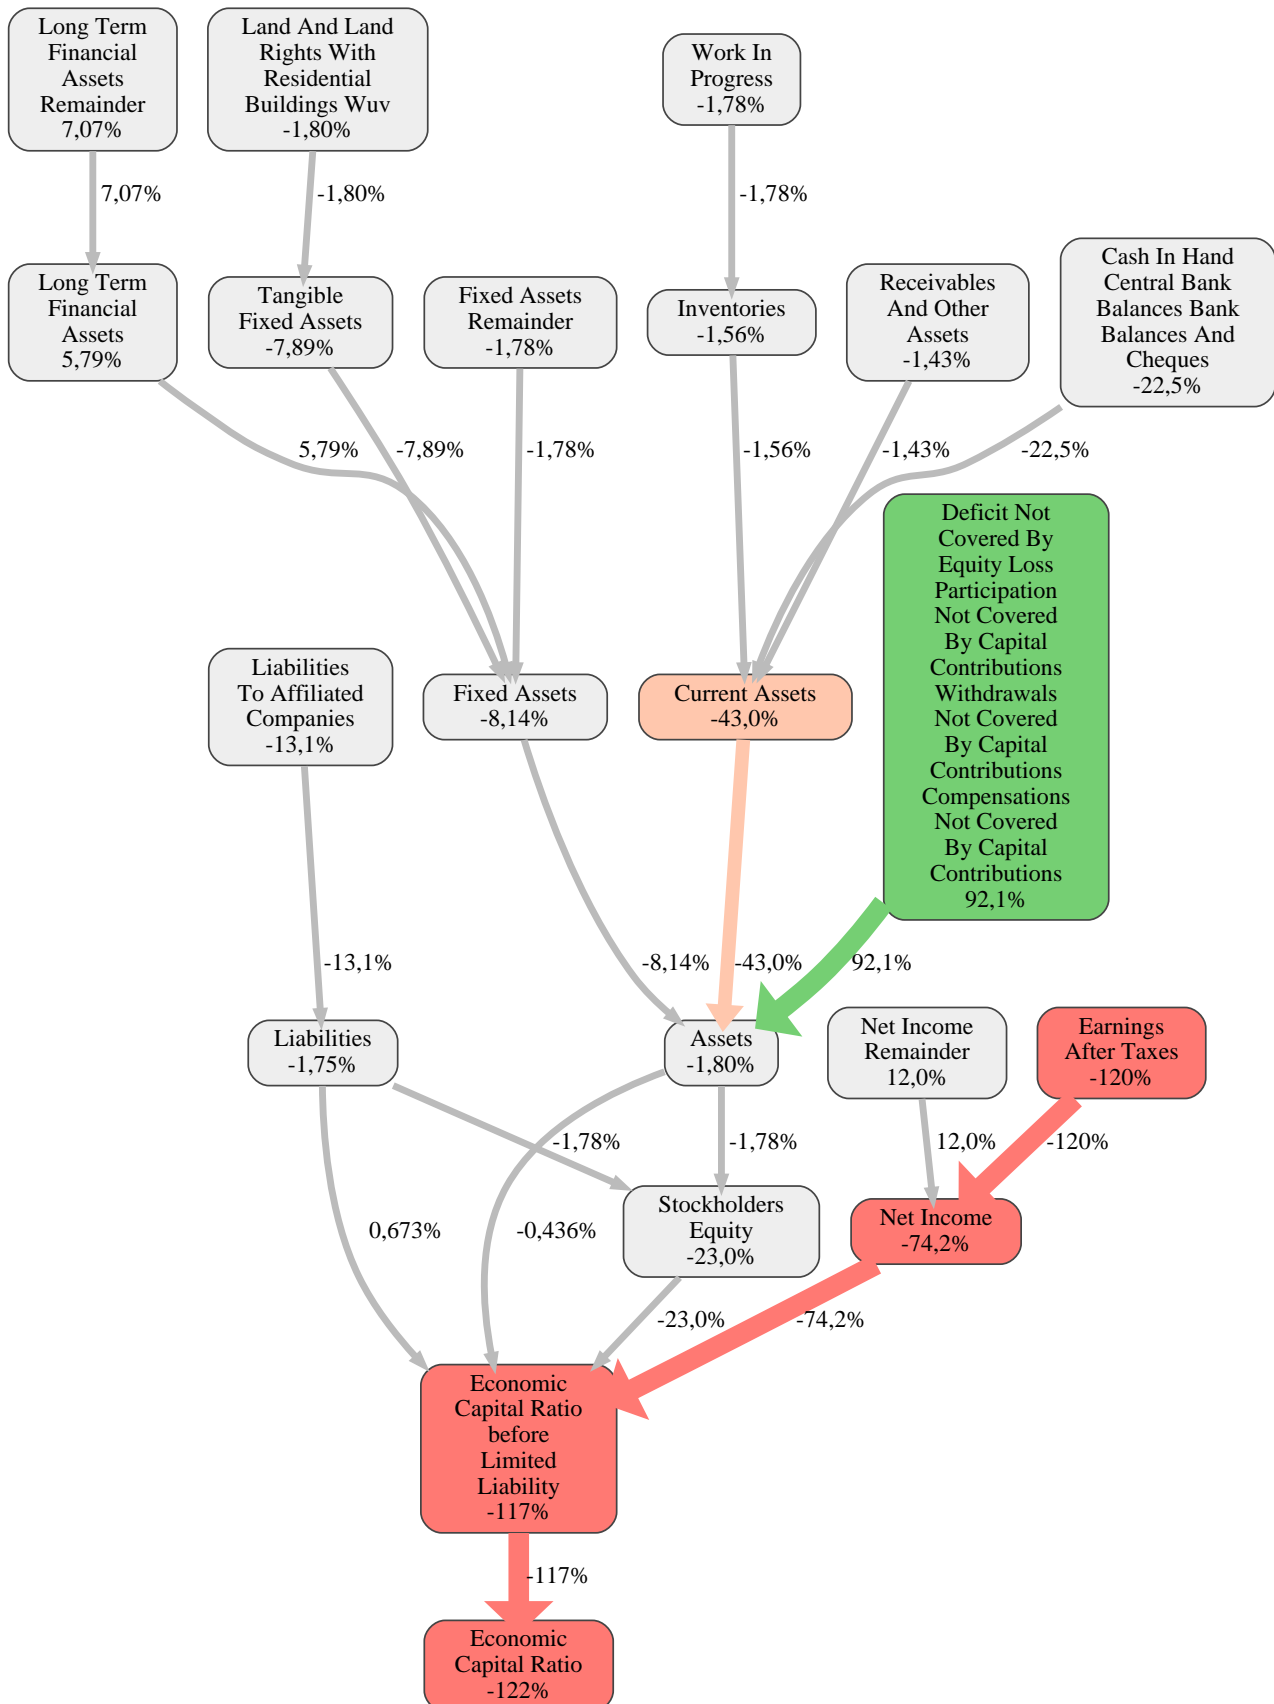 Long Term
Financial
Assets
Remainder
7,07%
Land And Land
Rights With
Residential
Buildings Wuv
-1,80%
Work In
Progress
-1,78%
7,07%
-1,80%
-1,78%
Long Term
Financial
Assets
5,79%
Tangible
Fixed Assets
-7,89%
Fixed Assets
Remainder
-1,78%
Inventories
-1,56%
Receivables
And Other
Assets
-1,43%
Cash In Hand
Central Bank
Balances Bank
Balances And
Cheques
-22,5%
5,79%
-7,89%
-1,78%
-1,56%
-1,43%
-22,5%
Deficit Not
Covered By
Equity Loss
Participation
Not Covered
By Capital
Contributions
Withdrawals
Not Covered
By Capital
Contributions
Compensations
Not Covered
By Capital
Contributions
92,1%
Liabilities
To Affiliated
Companies
-13,1%
Fixed Assets
-8,14%
Current Assets
-43,0%
-13,1%
-8,14%
-43,0%
92,1%
Liabilities
-1,75%
Assets
-1,80%
Net Income
Remainder
12,0%
Earnings
After Taxes
-120%
-1,78%
-1,78%
12,0%
-120%
0,673%
-0,436%
Stockholders
Equity
-23,0%
Net Income
-74,2%
-23,0%
-74,2%
Economic
Capital Ratio
before
Limited
Liability
-117%
-117%
Economic
Capital Ratio
-122%